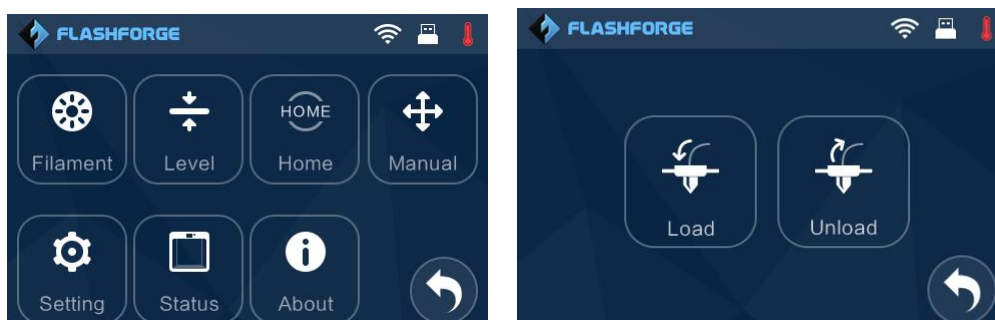 FLASHFORGE
HOME
Filament Level Home Manual
Setting Status About
FLASHFORGE
Load Unload